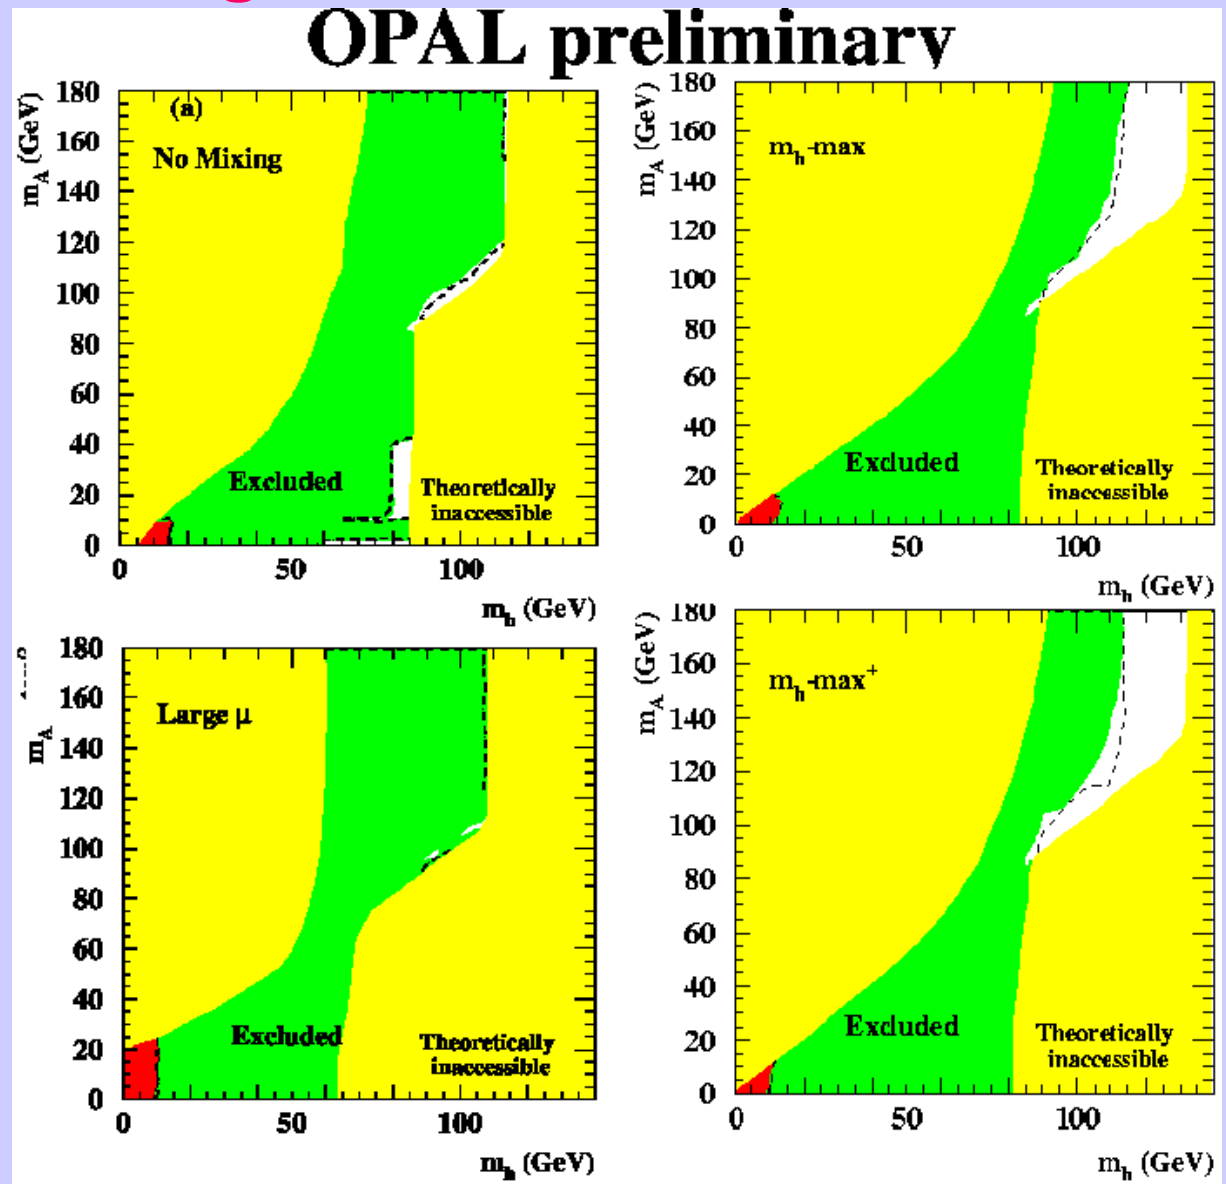 OPAL preliminary
(a)
No Mixing
Excluded
Theoretically
inaccessible
m_A (GeV)
180
160
140
120
100
80
60
40
20
0
0 50 100
m_h (GeV)
m_h-max
Excluded
Theoretically
inaccessible
m_A (GeV)
180
160
140
120
100
80
60
40
20
0
0 50 100
m_h (GeV)
Large μ
Excluded
Theoretically
inaccessible
m_A
180
160
140
120
100
80
60
40
20
0
0 50 100
m_h (GeV)
m_h-max⁺
Excluded
Theoretically
inaccessible
m_A (GeV)
180
160
140
120
100
80
60
40
20
0
0 50 100
m_h (GeV)